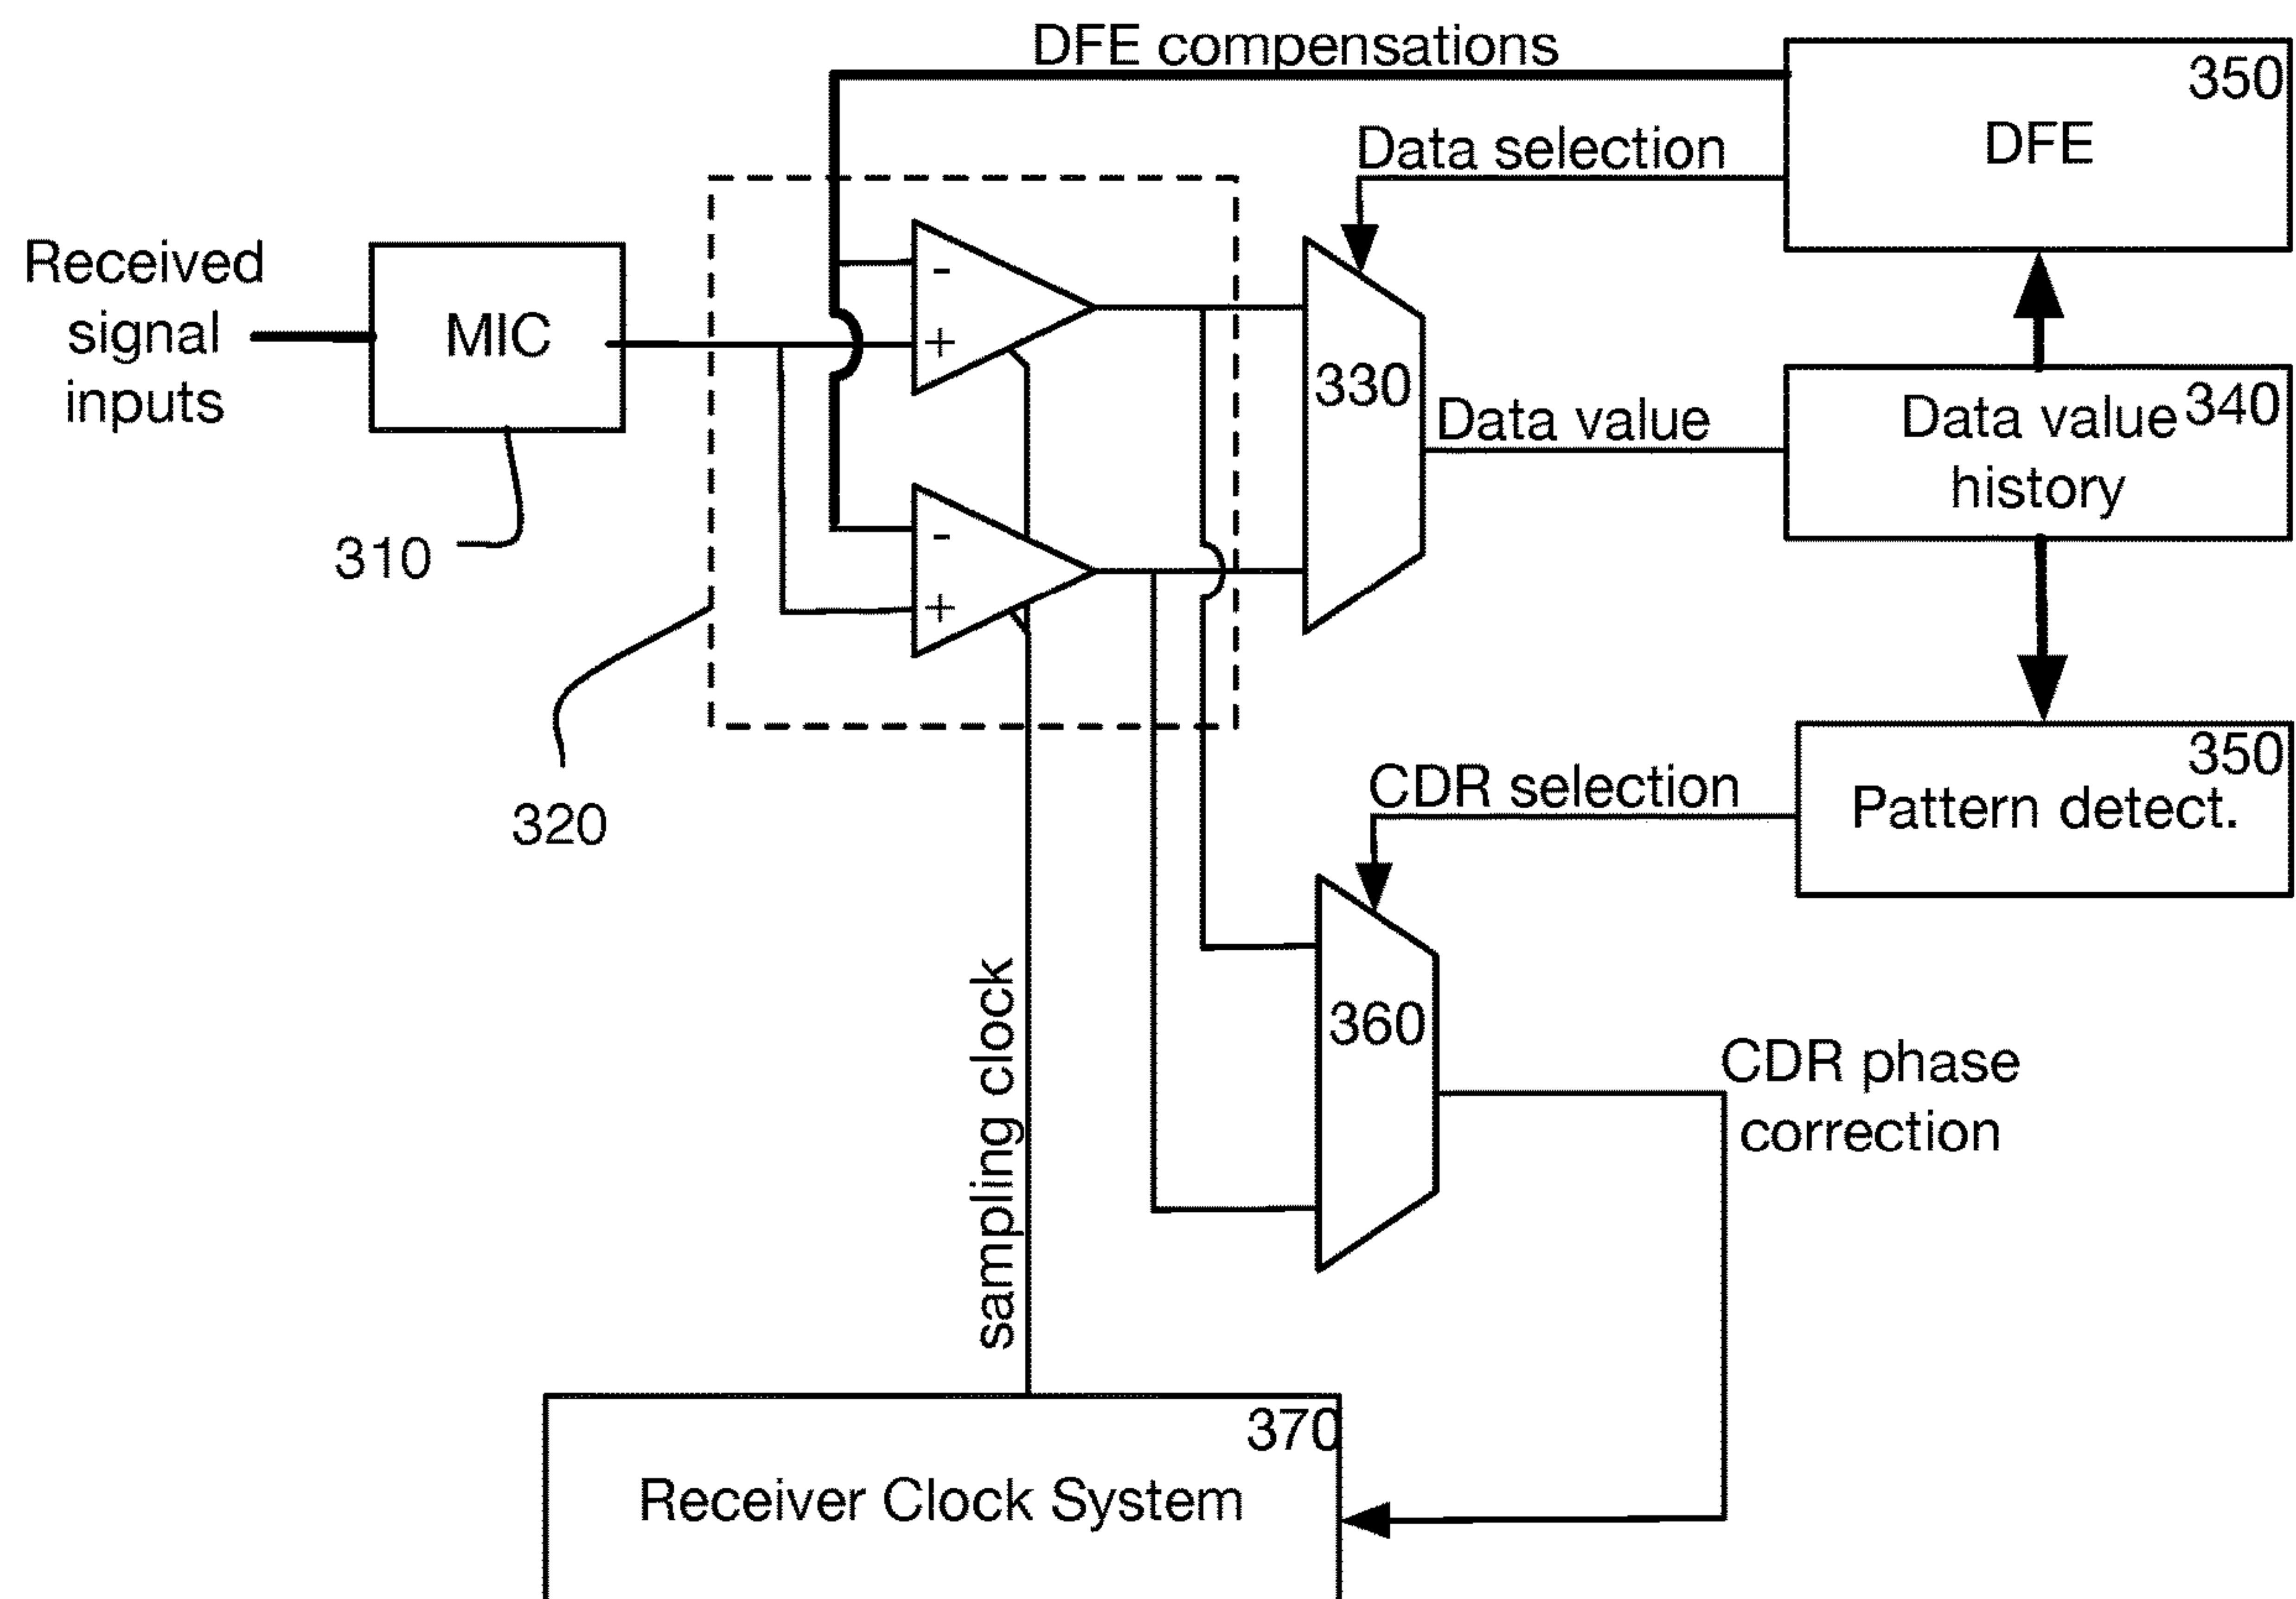 DFE compensations
350
DFE
Data selection
Received
signal
inputs
MIC
-
+
330
Data value
340
Data value
history
-
+
310
320
350
Pattern detect.
CDR selection
360
CDR phase
correction
sampling clock
370
Receiver Clock System